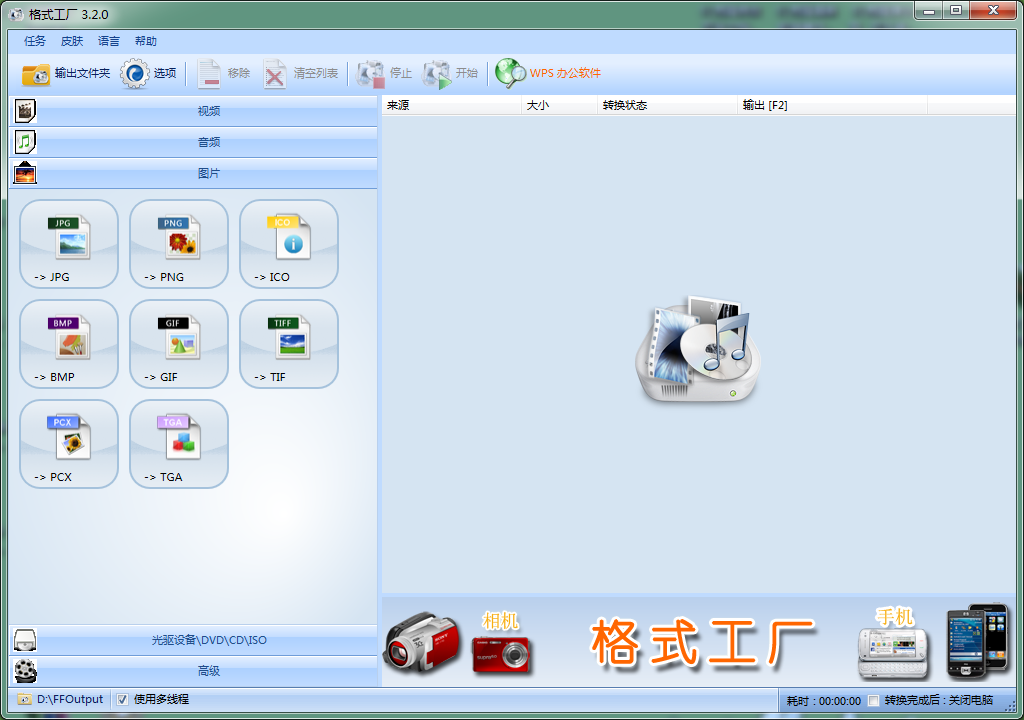 格式工厂 3.2.0
任务 皮肤 语言 帮助
输出文件夹 选项 移除 清空列表 停止 开始 WPS 办公软件
视频
音频
图片
来源 大小 转换状态 输出 [F2]
JPG PNG ICO
-> JPG -> PNG -> ICO
BMP GIF TIFF
-> BMP -> GIF -> TIF
PCX TGA
-> PCX -> TGA
光驱设备\DVD\CD\ISO
高级
相机 格式工厂 手机
D:\FFOutput 使用多线程 耗时 : 00:00:00 转换完成后 : 关闭电脑